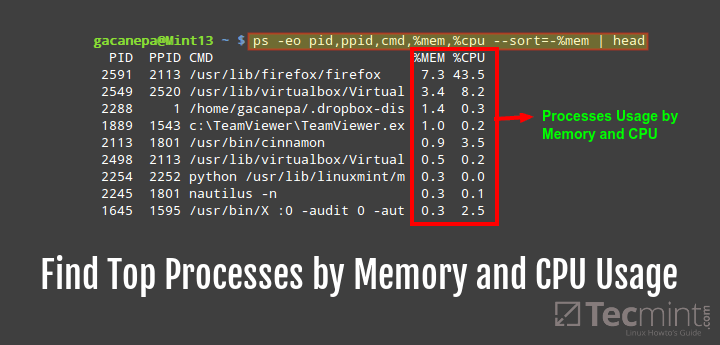 gacanepa@Mint13 ~ $ ps -eo pid,ppid,cmd,%mem,%cpu --sort=-%mem | head
PID PPID CMD %MEM %CPU
2591 2113 /usr/lib/firefox/firefox 7.3 43.5
2549 2520 /usr/lib/virtualbox/Virtual 3.4 8.2
2288 1 /home/gacanepa/.dropbox-dis 1.4 0.3
1889 1543 c:\TeamViewer\TeamViewer.ex 1.0 0.2
2113 1801 /usr/bin/cinnamon 0.9 3.5
2498 2113 /usr/lib/virtualbox/Virtual 0.5 0.2
2254 2252 python /usr/lib/linuxmint/m 0.3 0.0
2245 1801 nautilus -n 0.3 0.1
1645 1595 /usr/bin/X :0 -audit 0 -aut 0.3 2.5
Processes Usage by
Memory and CPU
Find Top Processes by Memory and CPU Usage
Tecmint.com
Linux Howto's Guide